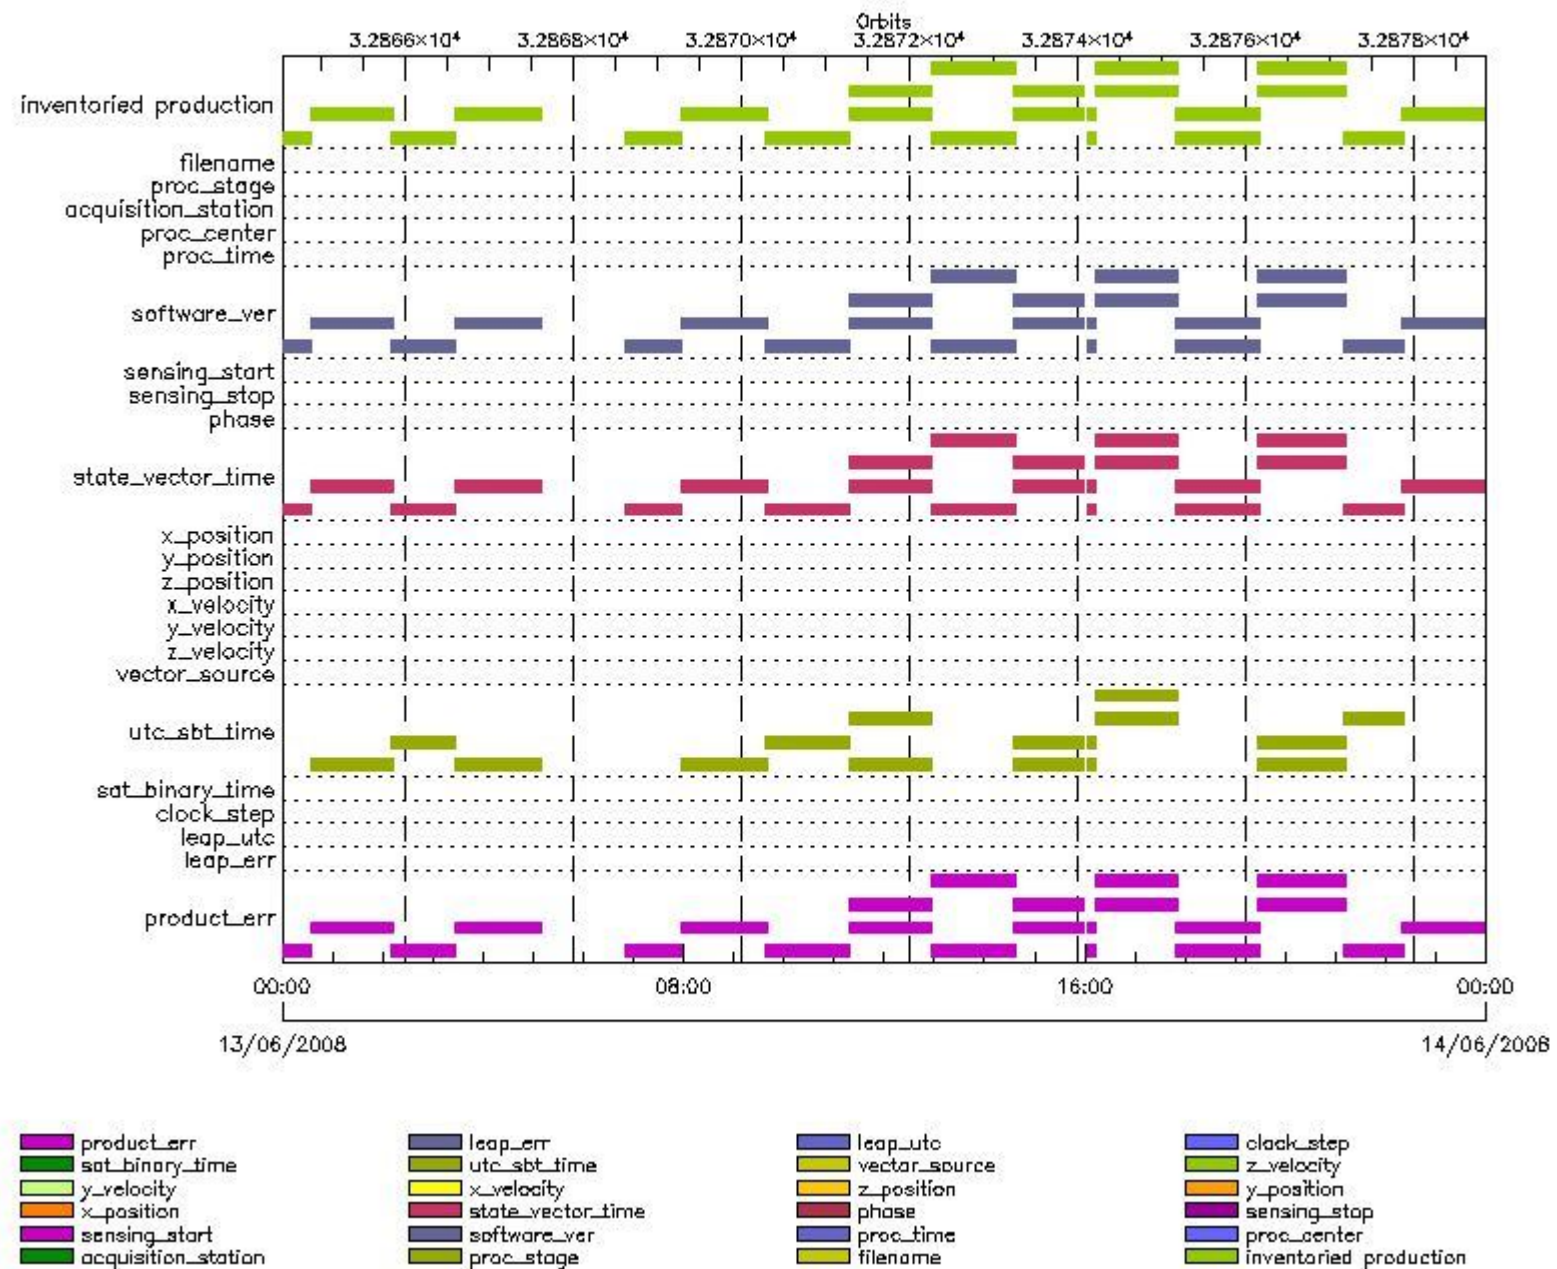 Orbits
3.2866×10⁴ 3.2868×10⁴ 3.2870×10⁴ 3.2872×10⁴ 3.2874×10⁴ 3.2876×10⁴ 3.2878×10⁴
inventoried production
filename
proc_stage
acquisition_station
proc_center
proc_time
software_ver
sensing_start
sensing_stop
phase
state_vector_time
x_position
y_position
z_position
x_velocity
y_velocity
z_velocity
vector_source
utc_sbt_time
sat_binary_time
clock_step
leap_utc
leap_err
product_err
00:00 08:00 16:00 00:00
13/06/2008 14/06/2008
product_err leap_err leap_utc clock_step
sat_binary_time utc_sbt_time vector_source z_velocity
y_velocity x_velocity z_position y_position
x_position state_vector_time phase sensing_stop
sensing_start software_ver proc_time proc_center
acquisition_station proc_stage filename inventoried production